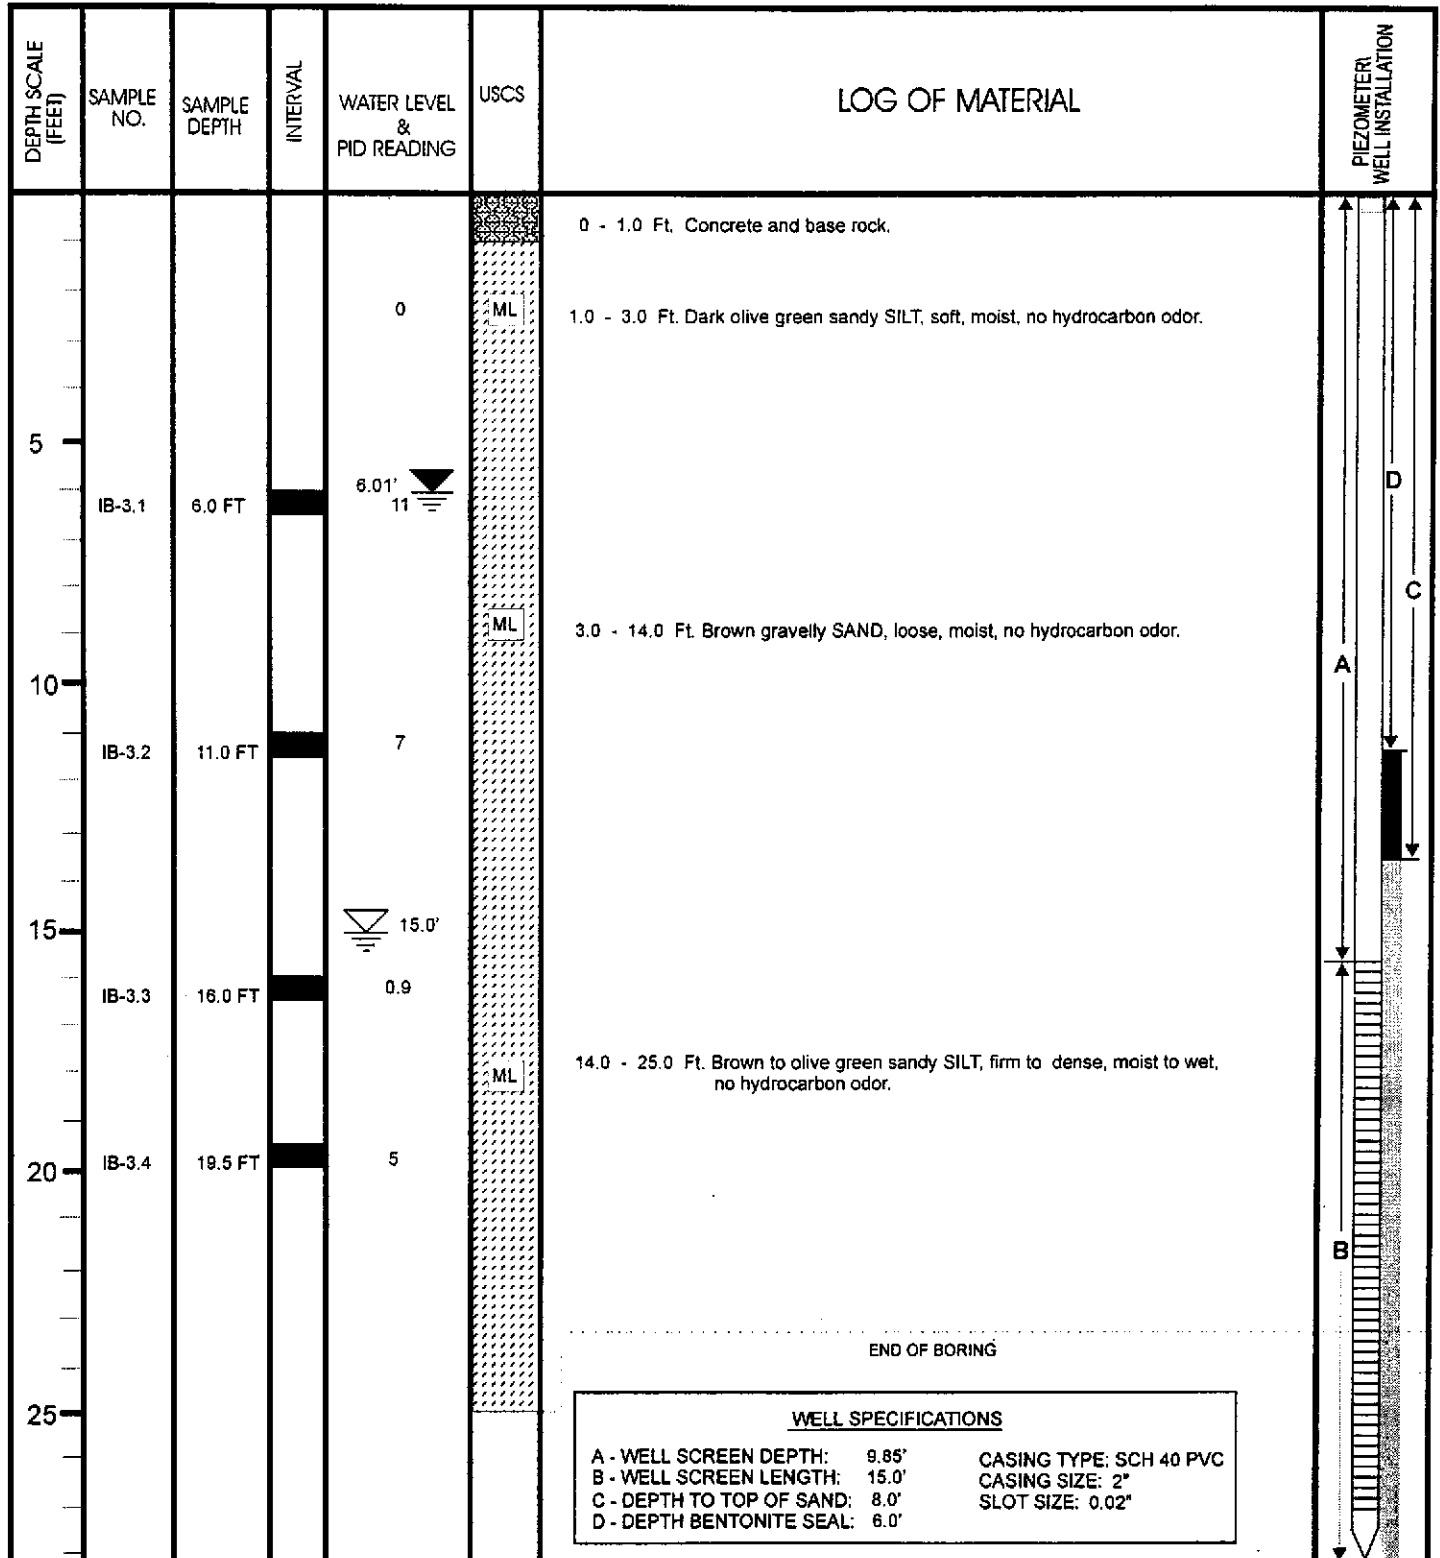 DEPTH SCALE
(FEET)
SAMPLE
NO.
SAMPLE
DEPTH
INTERVAL
WATER LEVEL
&
PID READING
USCS
LOG OF MATERIAL
PIEZOMETER\
WELL INSTALLATION
0 - 1.0 Ft. Concrete and base rock.
0
ML
1.0 - 3.0 Ft. Dark olive green sandy SILT, soft, moist, no hydrocarbon odor.
5
6.01'
IB-3.1
6.0 FT
11
D
C
ML
3.0 - 14.0 Ft. Brown gravelly SAND, loose, moist, no hydrocarbon odor.
A
10
IB-3.2
11.0 FT
7
15
15.0'
IB-3.3
16.0 FT
0.9
ML
14.0 - 25.0 Ft. Brown to olive green sandy SILT, firm to dense, moist to wet,
no hydrocarbon odor.
20
IB-3.4
19.5 FT
5
B
END OF BORING
25
WELL SPECIFICATIONS
A - WELL SCREEN DEPTH: 9.85' CASING TYPE: SCH 40 PVC
B - WELL SCREEN LENGTH: 15.0' CASING SIZE: 2"
C - DEPTH TO TOP OF SAND: 8.0' SLOT SIZE: 0.02"
D - DEPTH BENTONITE SEAL: 6.0'